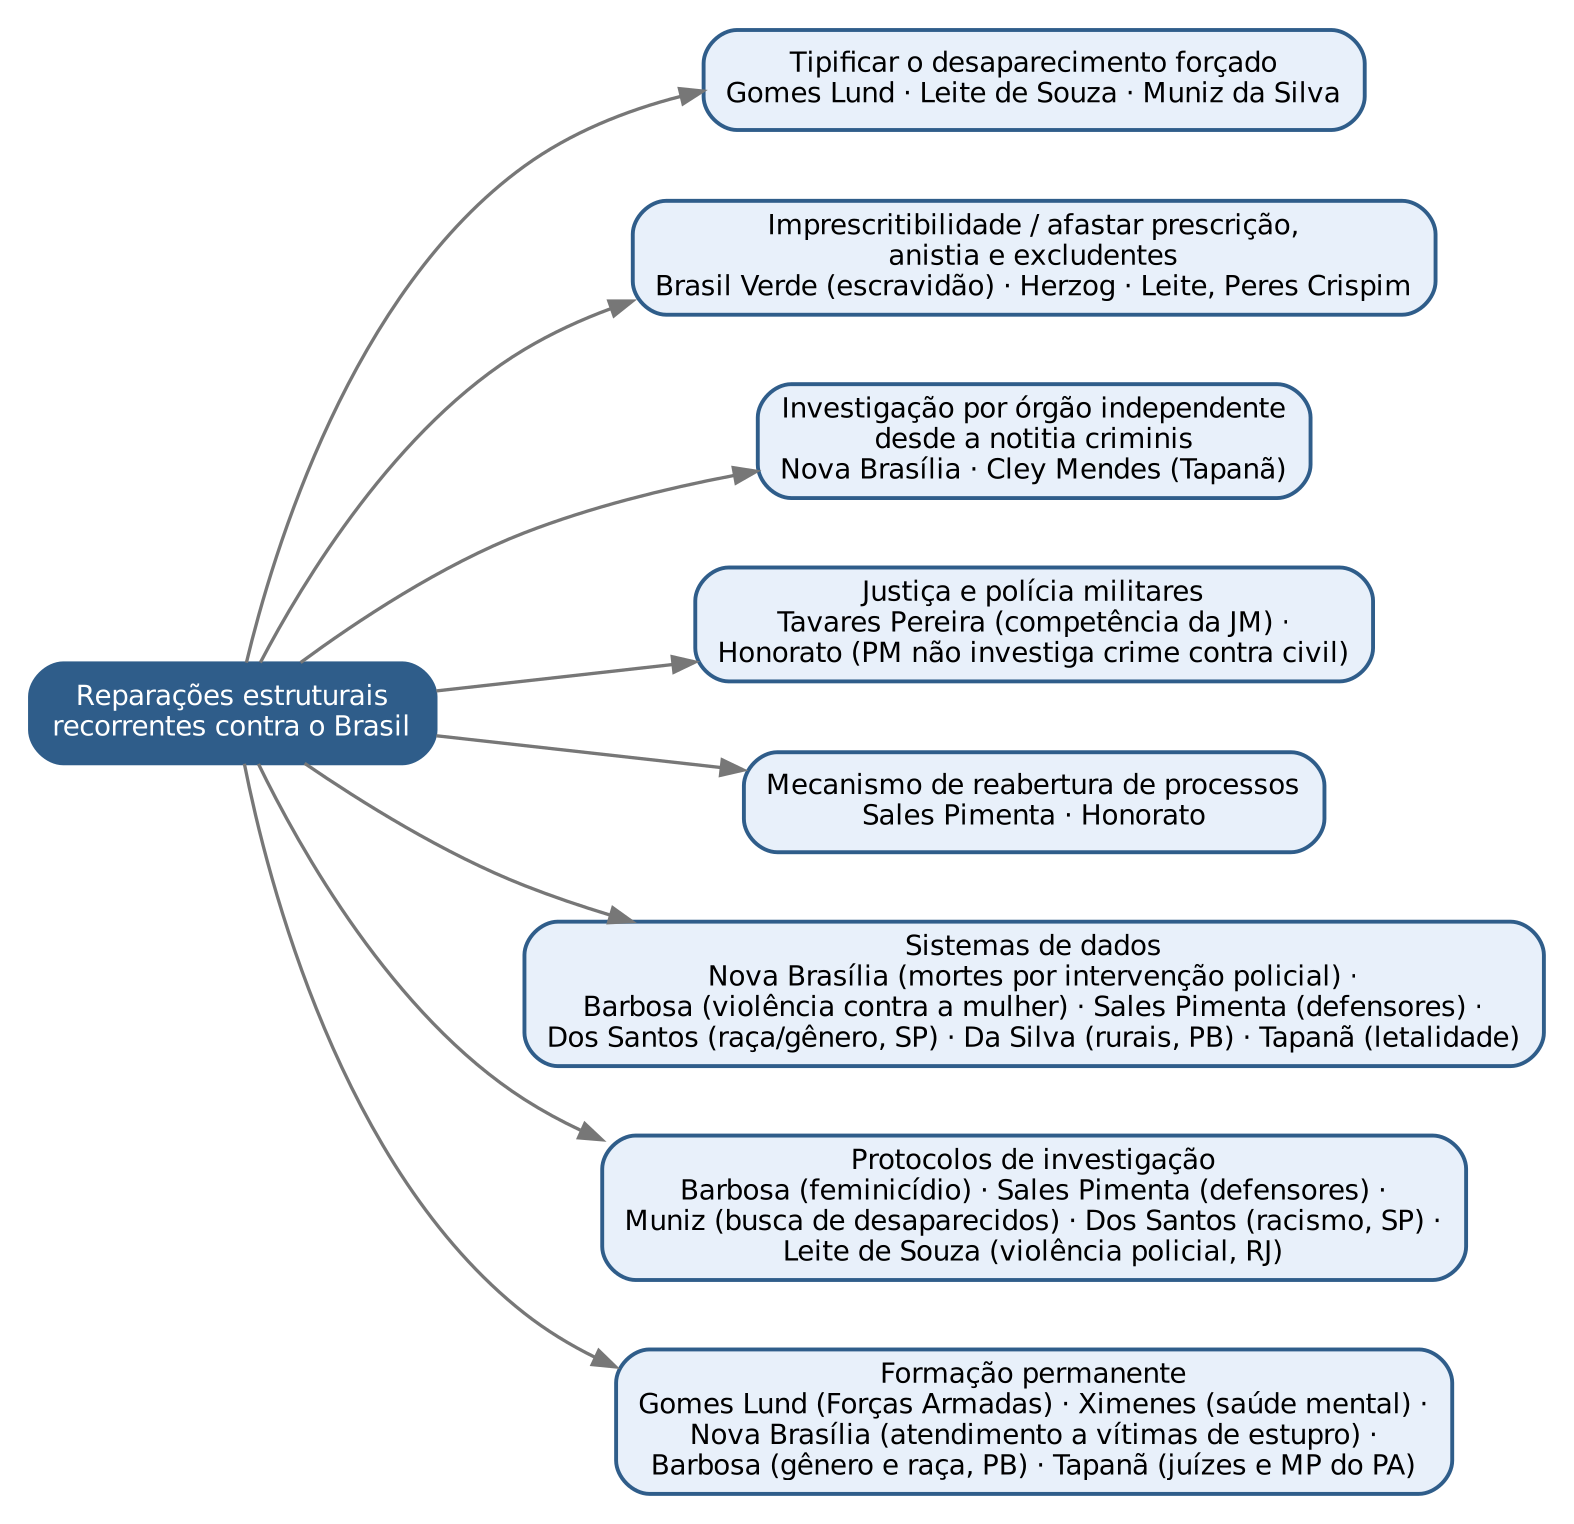 Tipificar o desaparecimento forçado
Gomes Lund · Leite de Souza · Muniz da Silva
Imprescritibilidade / afastar prescrição,
anistia e excludentes
Brasil Verde (escravidão) · Herzog · Leite, Peres Crispim
Investigação por órgão independente
desde a notitia criminis
Nova Brasília · Cley Mendes (Tapanã)
Justiça e polícia militares
Tavares Pereira (competência da JM) ·
Honorato (PM não investiga crime contra civil)
Reparações estruturais
recorrentes contra o Brasil
Mecanismo de reabertura de processos
Sales Pimenta · Honorato
Sistemas de dados
Nova Brasília (mortes por intervenção policial) ·
Barbosa (violência contra a mulher) · Sales Pimenta (defensores) ·
Dos Santos (raça/gênero, SP) · Da Silva (rurais, PB) · Tapanã (letalidade)
Protocolos de investigação
Barbosa (feminicídio) · Sales Pimenta (defensores) ·
Muniz (busca de desaparecidos) · Dos Santos (racismo, SP) ·
Leite de Souza (violência policial, RJ)
Formação permanente
Gomes Lund (Forças Armadas) · Ximenes (saúde mental) ·
Nova Brasília (atendimento a vítimas de estupro) ·
Barbosa (gênero e raça, PB) · Tapanã (juízes e MP do PA)